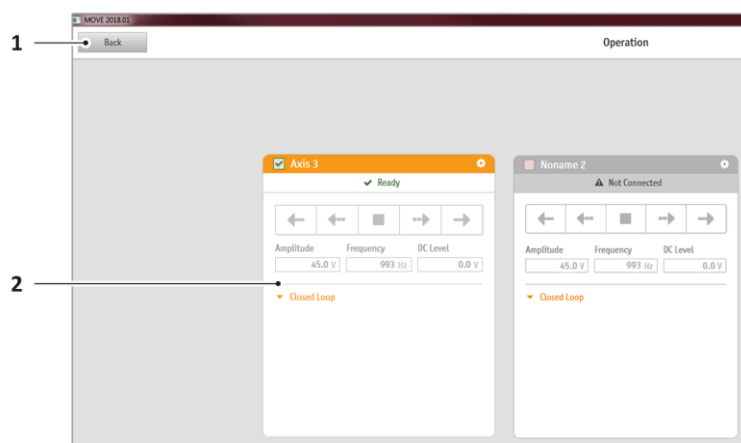 MOVE 2018.01
1
Back
Operation
Axis 3
Ready
Amplitude Frequency DC Level
45.0 V 993 Hz 0.0 V
2
Closed Loop
Noname 2
Not Connected
Amplitude Frequency DC Level
45.0 V 993 Hz 0.0 V
Closed Loop